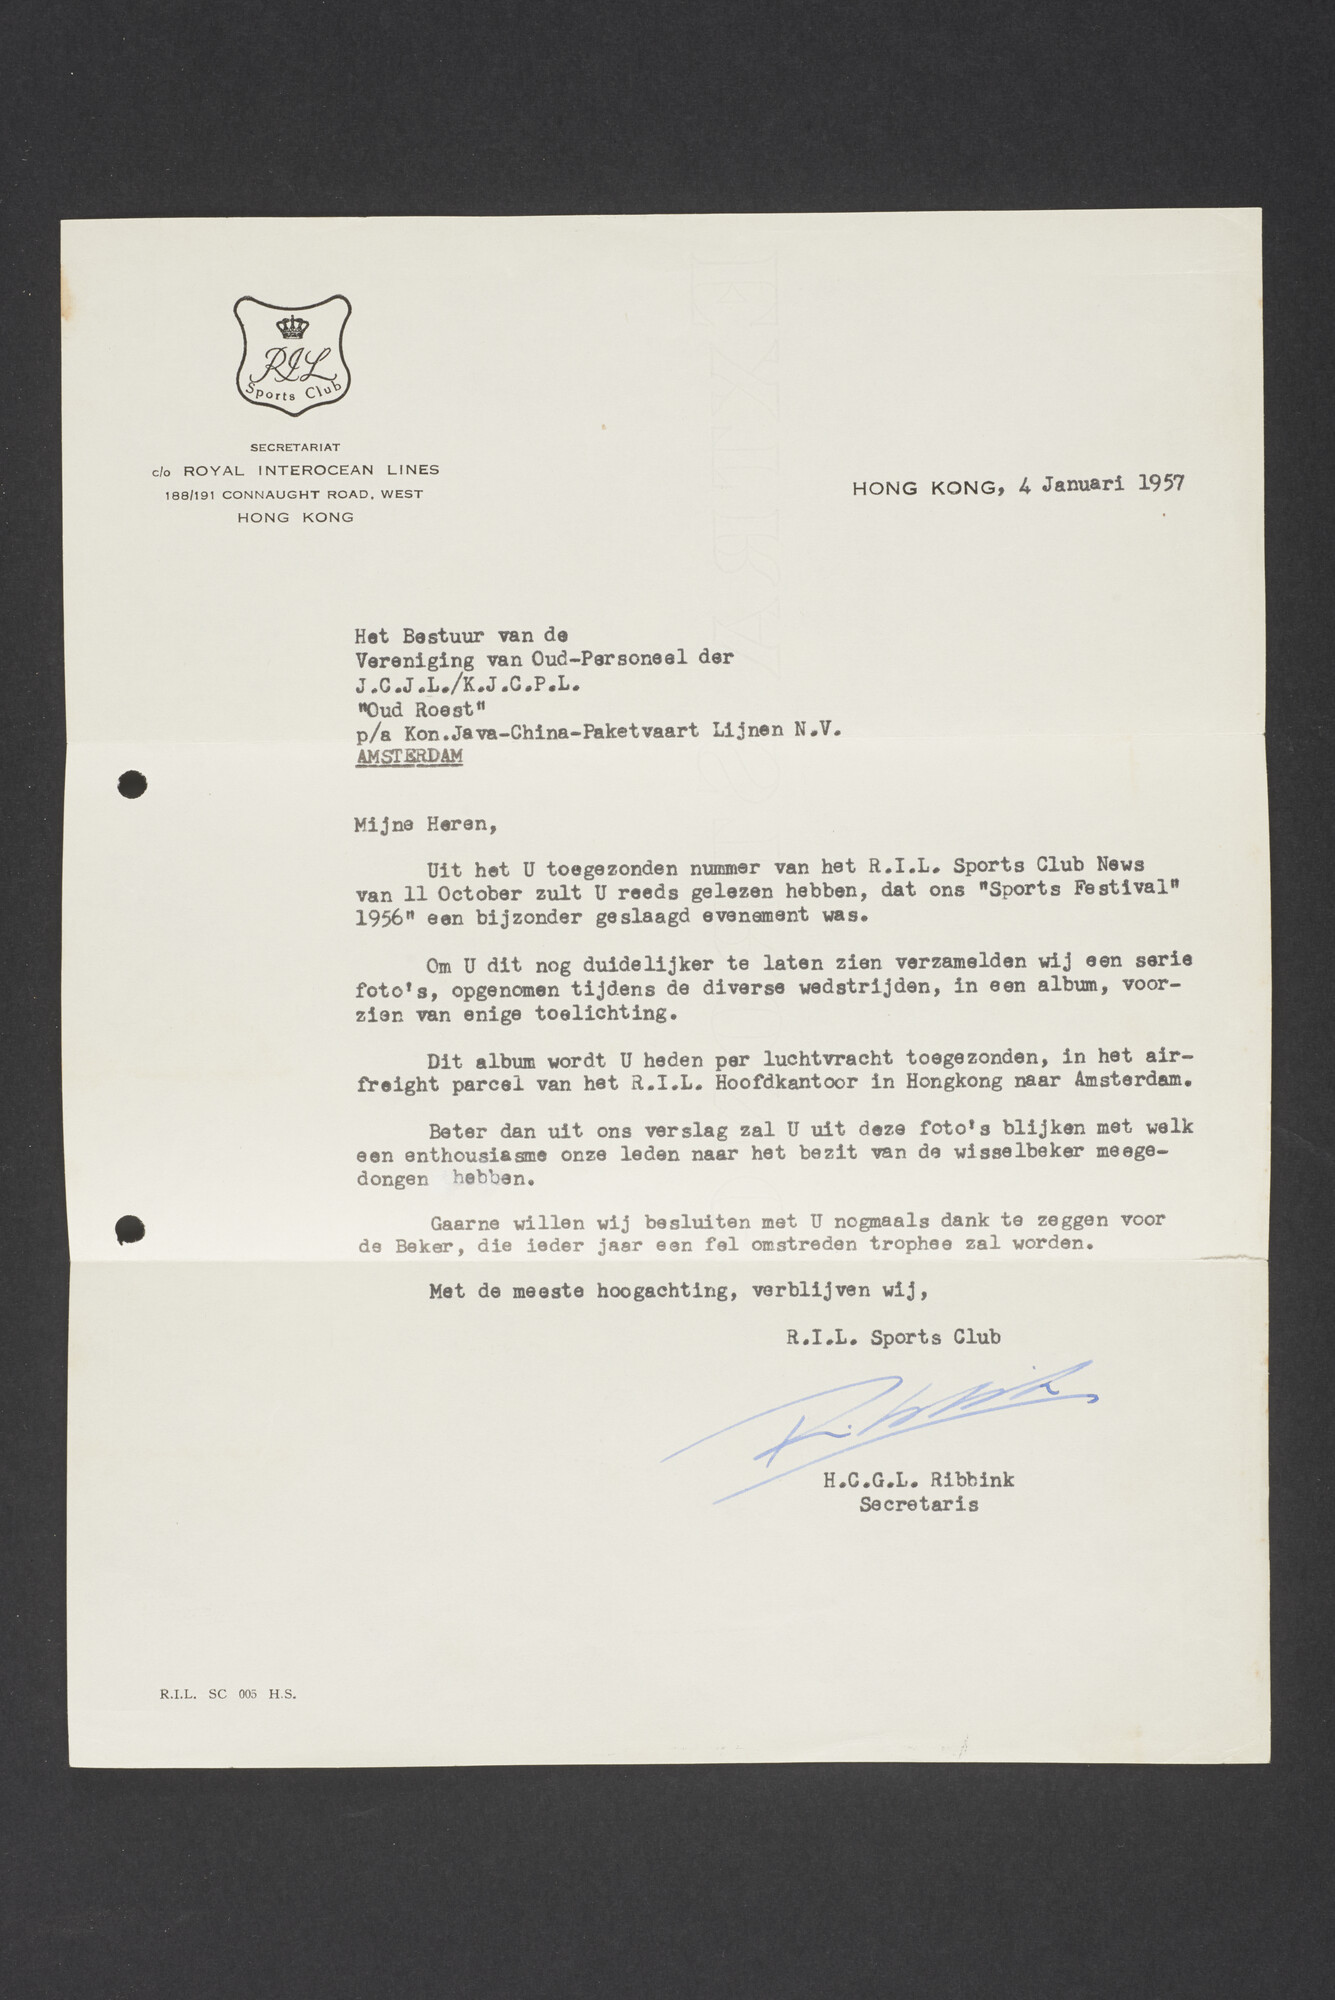 RIL
Sports Club
SECRETARIAT
c/o ROYAL INTEROCEAN LINES
188/191 CONNAUGHT ROAD, WEST
HONG KONG
HONG KONG, 4 Januari 1957
Het Bestuur van de
Vereniging van Oud-Personeel der
J.C.J.L./K.J.C.P.L.
"Oud Roest"
p/a Kon.Java-China-Paketvaart Lijnen N.V.
AMSTERDAM
Mijne Heren,
Uit het U toegezonden nummer van het R.I.L. Sports Club News
van 11 October zult U reeds gelezen hebben, dat ons "Sports Festival"
1956" een bijzonder geslaagd evenement was.
Om U dit nog duidelijker te laten zien verzamelden wij een serie
foto's, opgenomen tijdens de diverse wedstrijden, in een album, voor-
zien van enige toelichting.
Dit album wordt U heden per luchtvracht toegezonden, in het air-
freight parcel van het R.I.L. Hoofdkantoor in Hongkong naar Amsterdam.
Beter dan uit ons verslag zal U uit deze foto's blijken met welk
een enthousiasme onze leden naar het bezit van de wisselbeker meege-
dongen hebben.
Gaarne willen wij besluiten met U nogmaals dank te zeggen voor
de Beker, die ieder jaar een fel omstreden trophee zal worden.
Met de meeste hoogachting, verblijven wij,
R.I.L. Sports Club
H.C.G.L. Ribbink
Secretaris
R.I.L. SC 005 H.S.